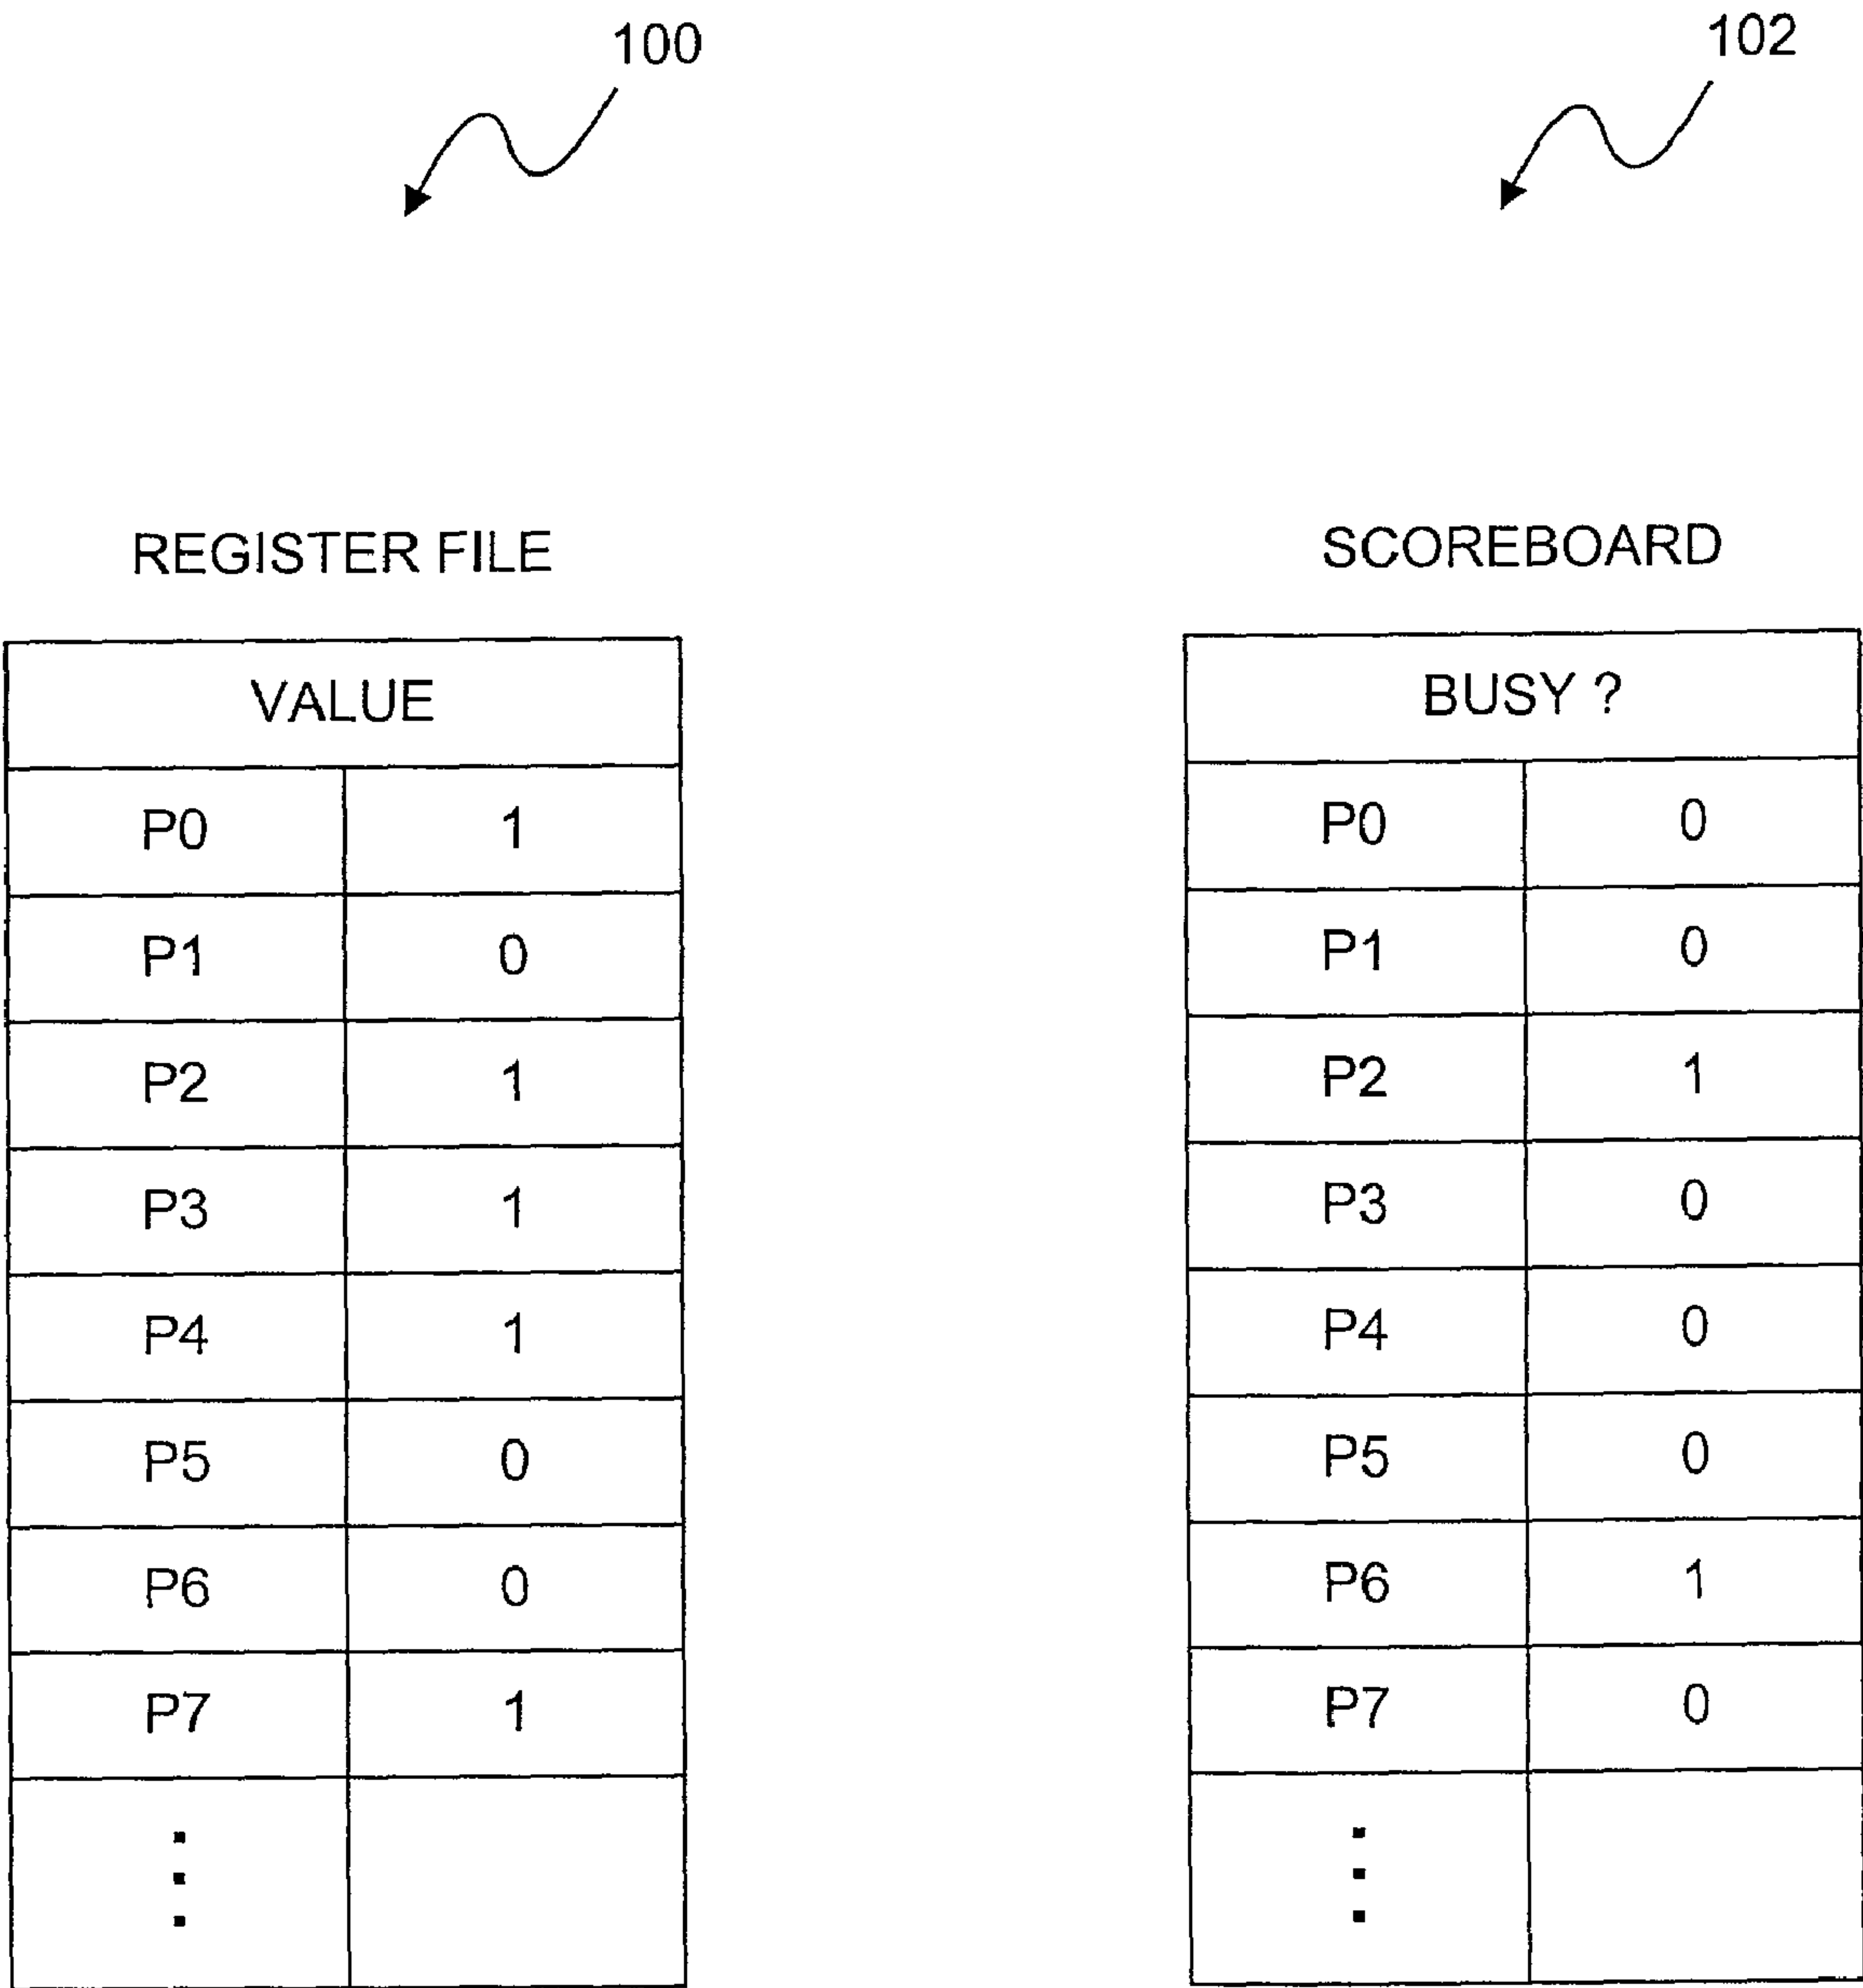 100
102
REGISTER FILE
VALUE
P0 1
P1 0
P2 1
P3 1
P4 1
P5 0
P6 0
P7 1
SCOREBOARD
BUSY ?
P0 0
P1 0
P2 1
P3 0
P4 0
P5 0
P6 1
P7 0